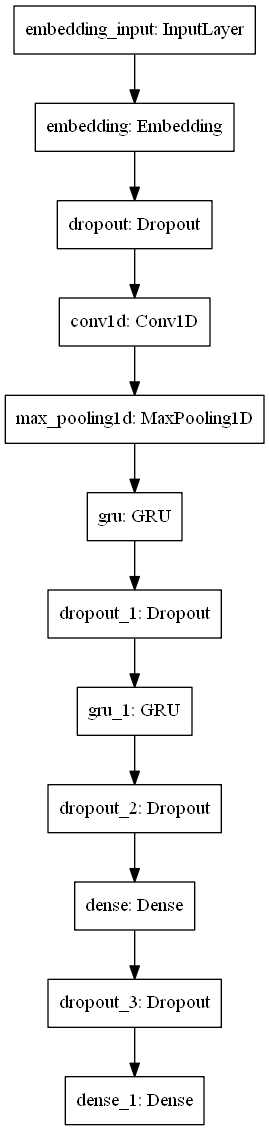 embedding_input: InputLayer
embedding: Embedding
dropout: Dropout
conv1d: Conv1D
max_pooling1d: MaxPooling1D
gru: GRU
dropout_1: Dropout
gru_1: GRU
dropout_2: Dropout
dense: Dense
dropout_3: Dropout
dense_1: Dense